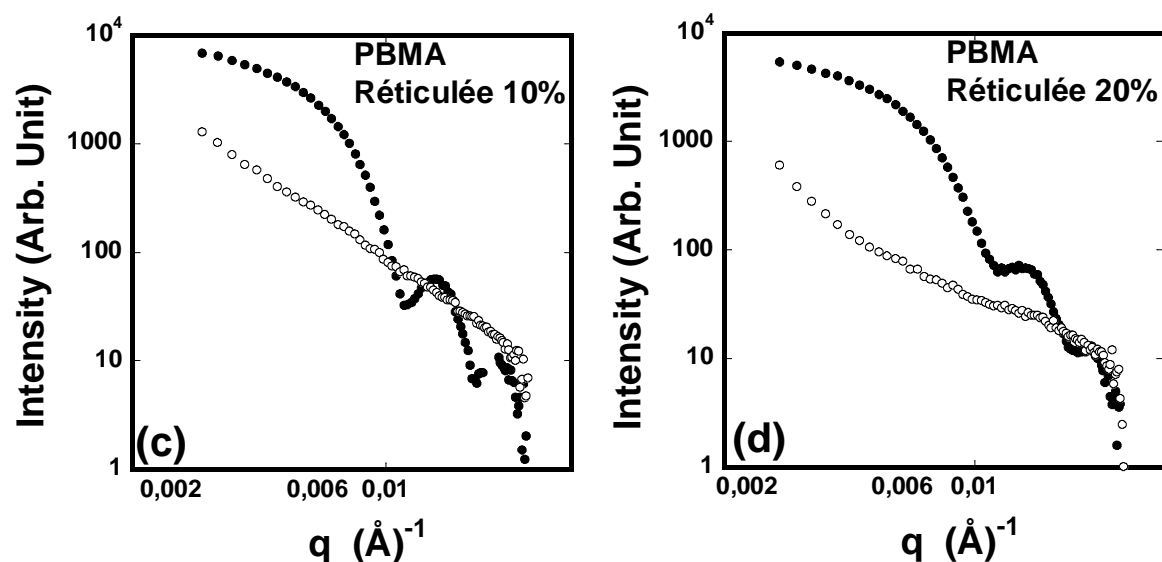 Intensity (Arb. Unit)
10⁴
1000
100
10
1
PBMA
Réticulée 10%
(c)
0,002
0,006
0,01
q (Å)⁻¹
Intensity (Arb. Unit)
10⁴
1000
100
10
1
PBMA
Réticulée 20%
(d)
0,002
0,006
0,01
q (Å)⁻¹